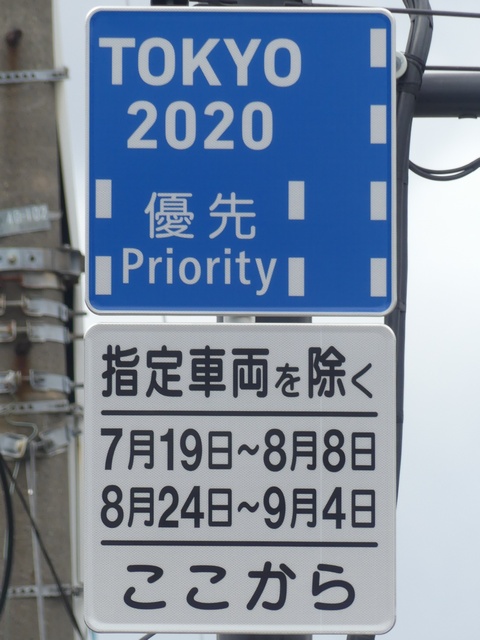 TOKYO
2020
優先
Priority
指定車両を除く
7月19日~8月8日
8月24日~9月4日
ここから